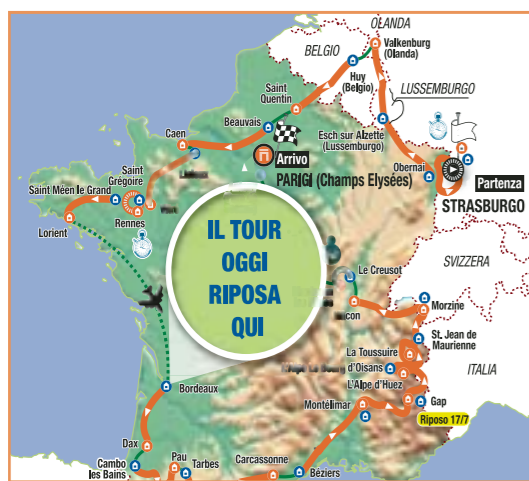 OLANDA
BELGIO
Valkenburg
(Olanda)
Huy
(Belgio)
LUSSEMBURGO
Saint
Quentin
Beauvais
Esch sur Alzette
(Lussemburgo)
Caen
Arrivo
PARIGI (Champs Elysées)
Obernai
Partenza
STRASBURGO
Saint
Grégoire
Saint Méen le Grand
Rennes
Lorient
IL TOUR
OGGI
RIPOSA
QUI
SVIZZERA
Le Creusot
Morzine
St. Jean de
Maurienne
La Toussuire
d'Oisans
L'Alpe d'Huez
ITALIA
Bordeaux
Montélimar
Gap
Riposo 17/7
Dax
Pau
Cambo
les Bains
Tarbes
Carcassonne
Béziers